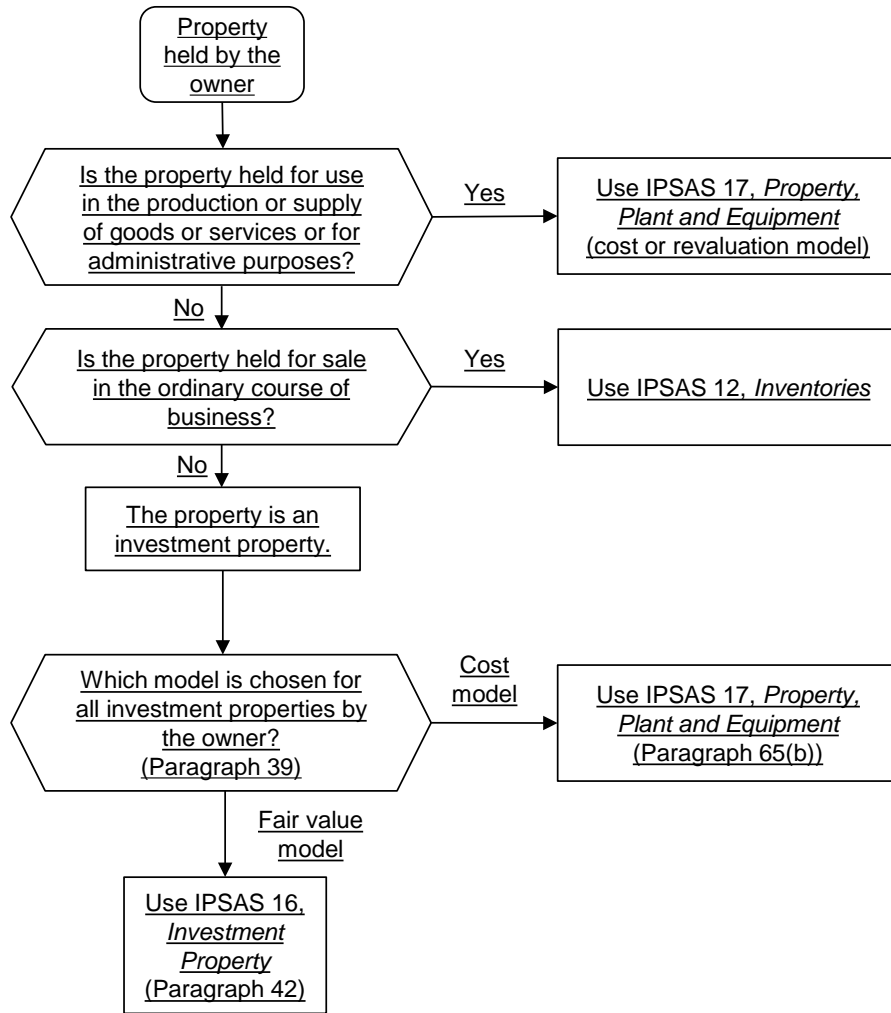 Property
held by the
owner
Is the property held for use
in the production or supply
of goods or services or for
administrative purposes?
Yes
Use IPSAS 17, Property,
Plant and Equipment
(cost or revaluation model)
No
Is the property held for sale
in the ordinary course of
business?
Yes
Use IPSAS 12, Inventories
No
The property is an
investment property.
Which model is chosen for
all investment properties by
the owner?
(Paragraph 39)
Cost
model
Use IPSAS 17, Property,
Plant and Equipment
(Paragraph 65(b))
Fair value
model
Use IPSAS 16,
Investment
Property
(Paragraph 42)